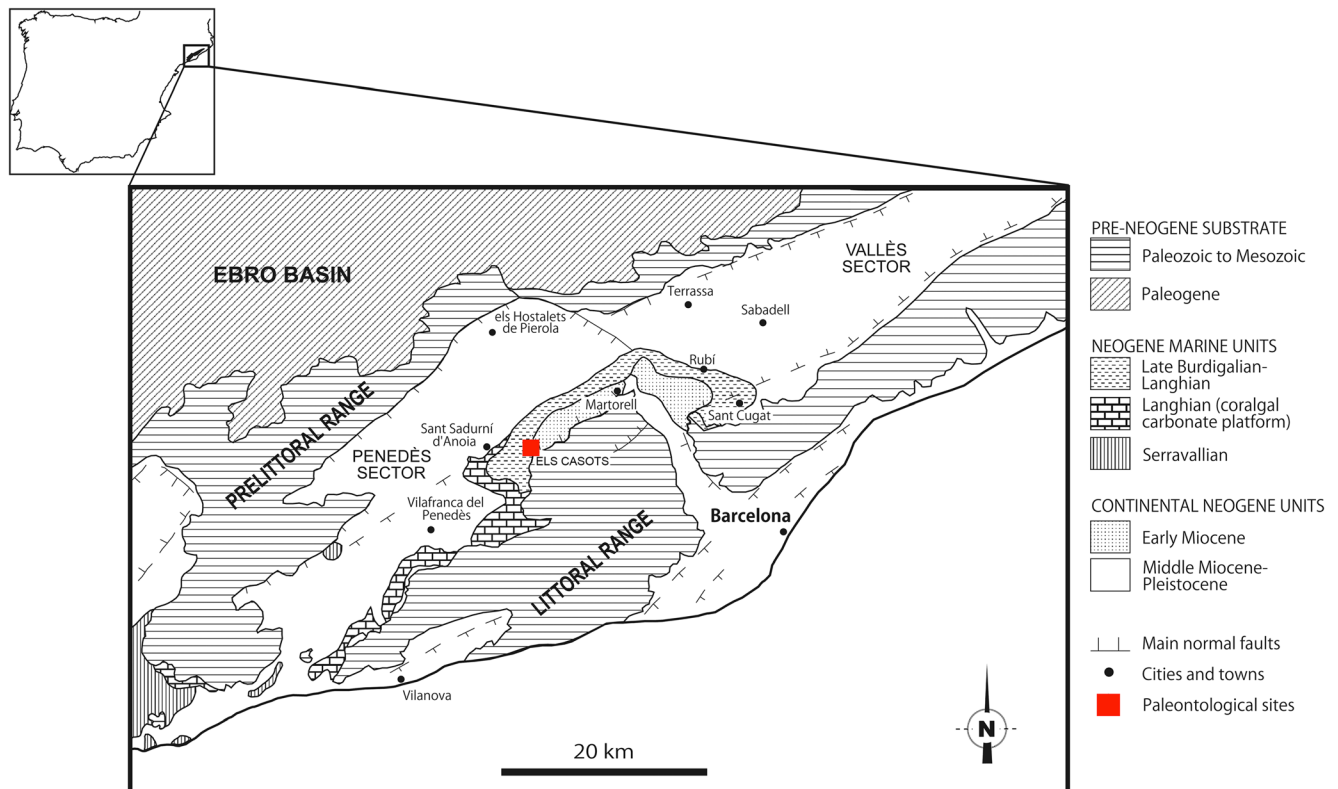 EBRO BASIN
VALLÈS
SECTOR
Terrassa
Sabadell
els Hostalets
de Pierola
Rubí
Martorell
Sant Cugat
PRELITTORAL RANGE
Sant Sadurní
d'Anoia
PENEDÈS
SECTOR
ELS CASOTS
Vilafranca del
Penedès
Barcelona
LITTORAL RANGE
Vilanova
20 km
N
PRE-NEOGENE SUBSTRATE
Paleozoic to Mesozoic
Paleogene
NEOGENE MARINE UNITS
Late Burdigalian-
Langhian
Langhian (coralgal
carbonate platform)
Serravallian
CONTINENTAL NEOGENE UNITS
Early Miocene
Middle Miocene-
Pleistocene
Main normal faults
Cities and towns
Paleontological sites